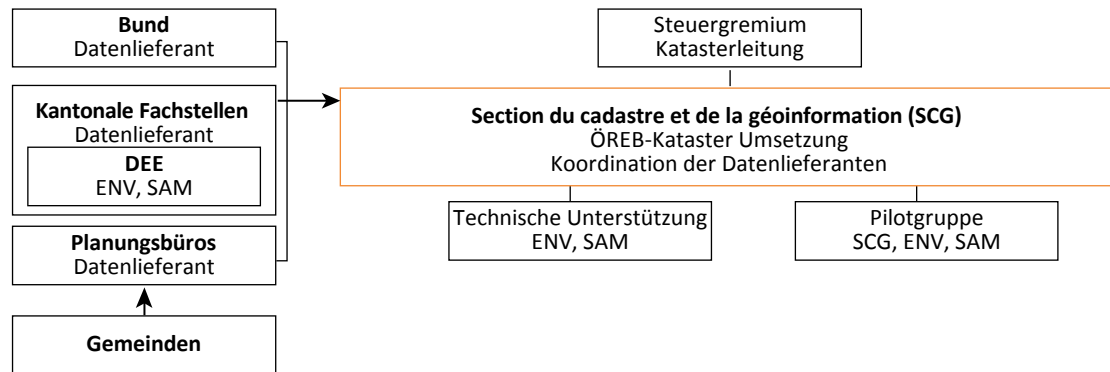 Bund
Datenlieferant
Kantonale Fachstellen
Datenlieferant
DEE
ENV, SAM
Planungsbüros
Datenlieferant
Gemeinden
Steuergremium
Katasterleitung
Section du cadastre et de la géoinformation (SCG)
ÖREB-Kataster Umsetzung
Koordination der Datenlieferanten
Technische Unterstützung
ENV, SAM
Pilotgruppe
SCG, ENV, SAM